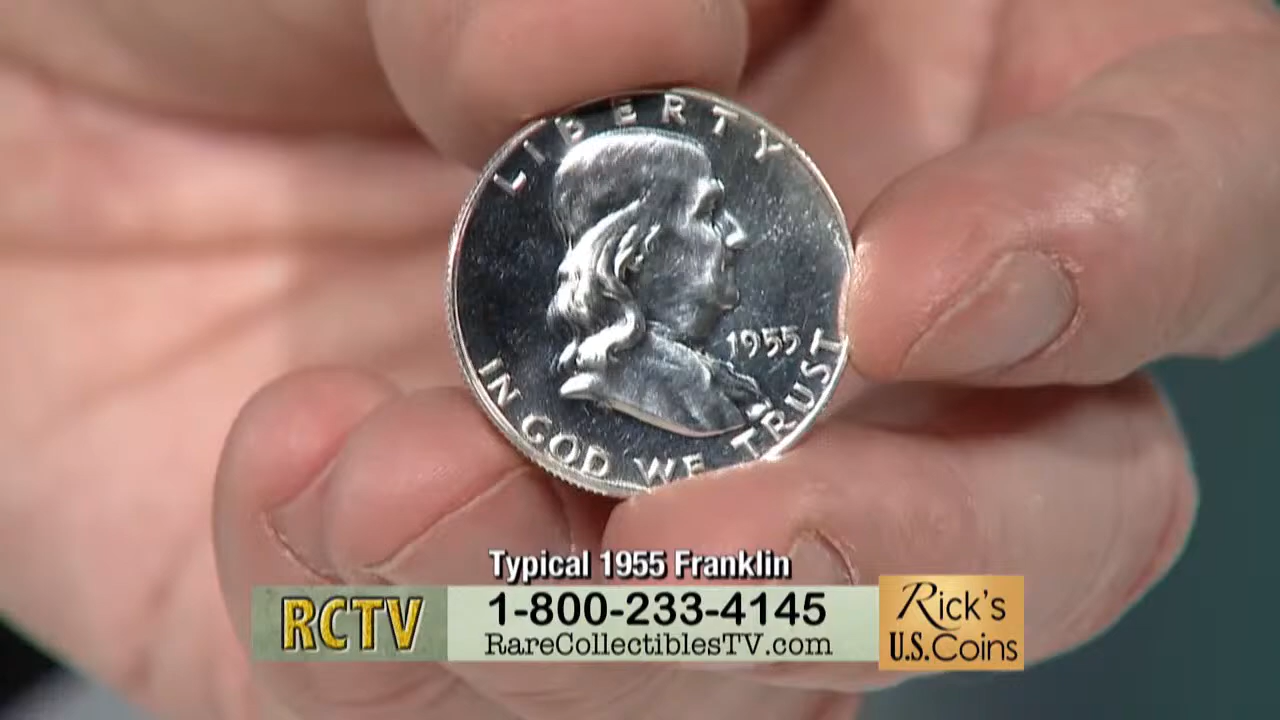 LIBERTY
1955
IN GOD WE TRUST
Typical 1955 Franklin
RCTV
1-800-233-4145
RareCollectiblesTV.com
Rick's
U.S. Coins